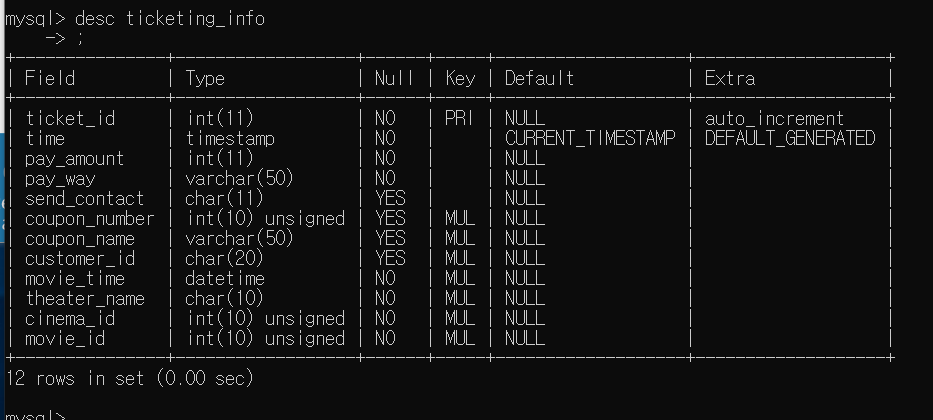 mysql> desc ticketing_info
    -> ;
+----------------+------------------+------+-----+-------------------+-------------------+
| Field          | Type             | Null | Key | Default           | Extra             |
+----------------+------------------+------+-----+-------------------+-------------------+
| ticket_id      | int(11)          | NO   | PRI | NULL              | auto_increment    |
| time           | timestamp        | NO   |     | CURRENT_TIMESTAMP | DEFAULT_GENERATED |
| pay_amount     | int(11)          | NO   |     | NULL              |                   |
| pay_way        | varchar(50)      | NO   |     | NULL              |                   |
| send_contact   | char(11)         | YES  |     | NULL              |                   |
| coupon_number  | int(10) unsigned | YES  | MUL | NULL              |                   |
| coupon_name    | varchar(50)      | YES  | MUL | NULL              |                   |
| customer_id    | char(20)         | YES  | MUL | NULL              |                   |
| movie_time     | datetime         | NO   | MUL | NULL              |                   |
| theater_name   | char(10)         | NO   | MUL | NULL              |                   |
| cinema_id      | int(10) unsigned | NO   | MUL | NULL              |                   |
| movie_id       | int(10) unsigned | NO   | MUL | NULL              |                   |
+----------------+------------------+------+-----+-------------------+-------------------+
12 rows in set (0.00 sec)
mysql>